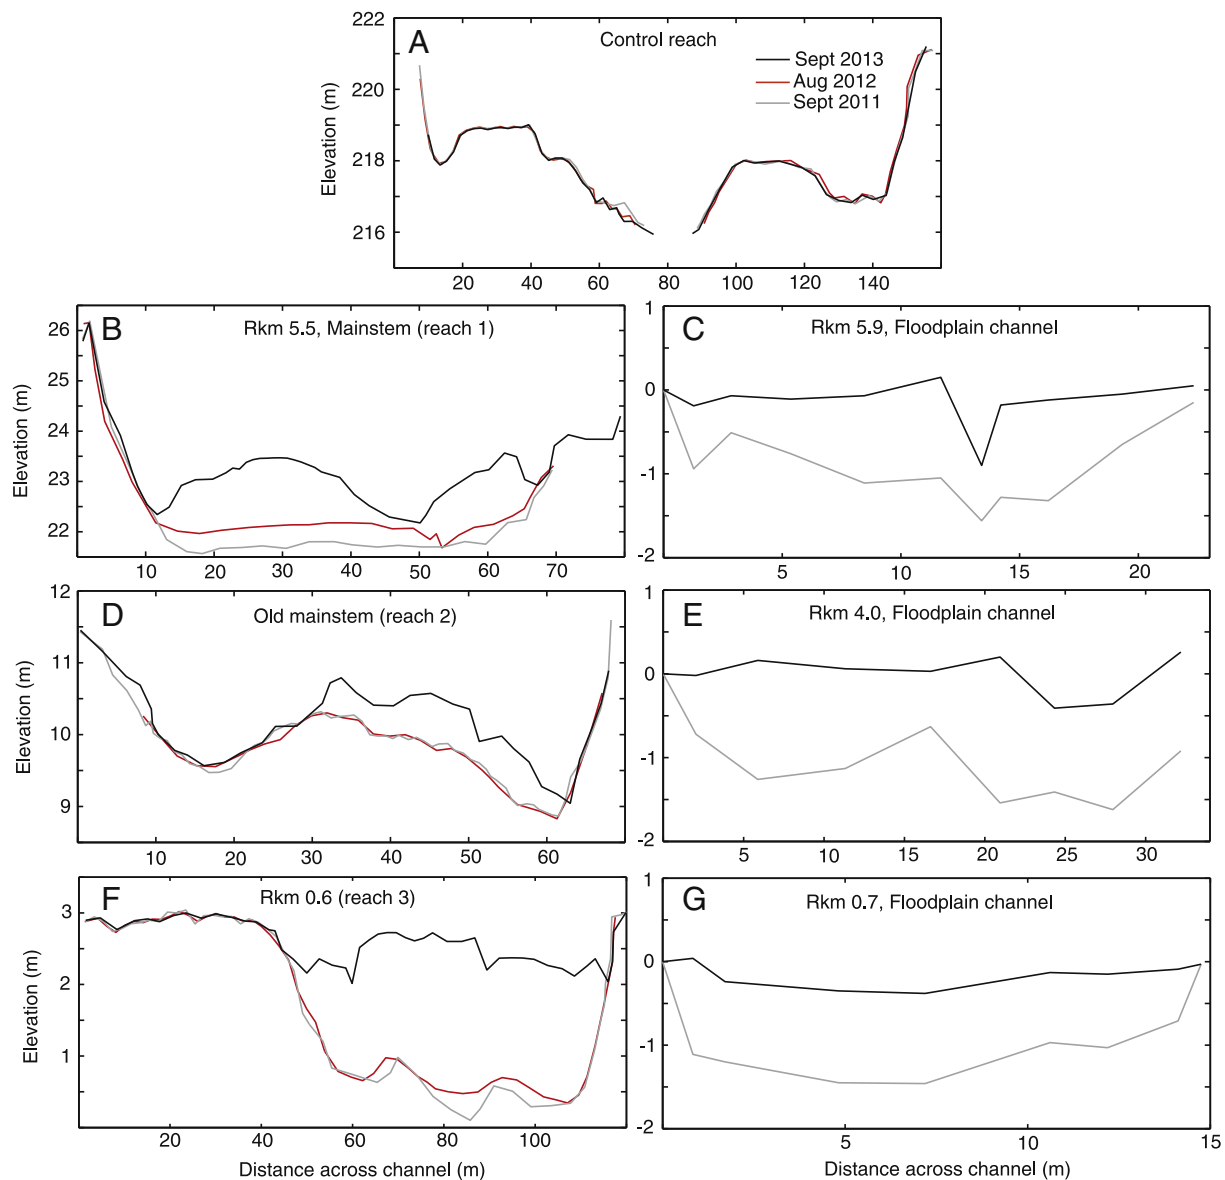 222
220
218
216
Elevation (m)
A
Control reach
Sept 2013
Aug 2012
Sept 2011
20 40 60 80 100 120 140
26
25
24
23
22
Elevation (m)
B
Rkm 5.5, Mainstem (reach 1)
10 20 30 40 50 60 70
1
0
-1
-2
C
Rkm 5.9, Floodplain channel
5 10 15 20
12
11
10
9
Elevation (m)
D
Old mainstem (reach 2)
10 20 30 40 50 60
1
0
-1
-2
E
Rkm 4.0, Floodplain channel
5 10 15 20 25 30
3
2
1
Elevation (m)
F
Rkm 0.6 (reach 3)
20 40 60 80 100
Distance across channel (m)
1
0
-1
-2
G
Rkm 0.7, Floodplain channel
5 10 15
Distance across channel (m)